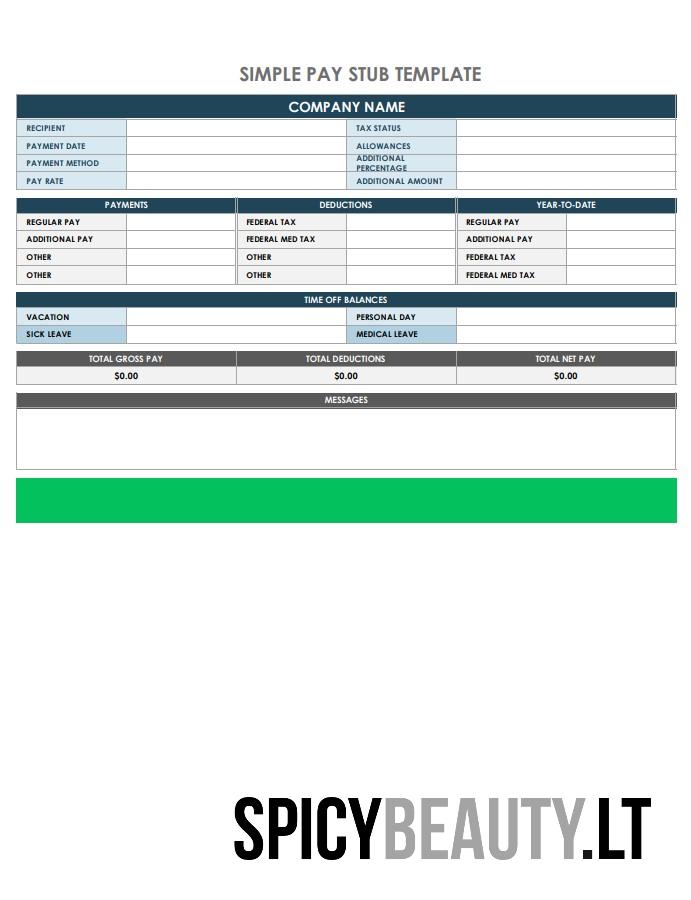 SIMPLE PAY STUB TEMPLATE
COMPANY NAME
RECIPIENT TAX STATUS
PAYMENT DATE ALLOWANCES
PAYMENT METHOD ADDITIONAL PERCENTAGE
PAY RATE ADDITIONAL AMOUNT
PAYMENTS DEDUCTIONS YEAR-TO-DATE
REGULAR PAY FEDERAL TAX REGULAR PAY
ADDITIONAL PAY FEDERAL MED TAX ADDITIONAL PAY
OTHER OTHER FEDERAL TAX
OTHER OTHER FEDERAL MED TAX
TIME OFF BALANCES
VACATION PERSONAL DAY
SICK LEAVE MEDICAL LEAVE
TOTAL GROSS PAY TOTAL DEDUCTIONS TOTAL NET PAY
$0.00 $0.00 $0.00
MESSAGES
SPICYBEAUTY.LT